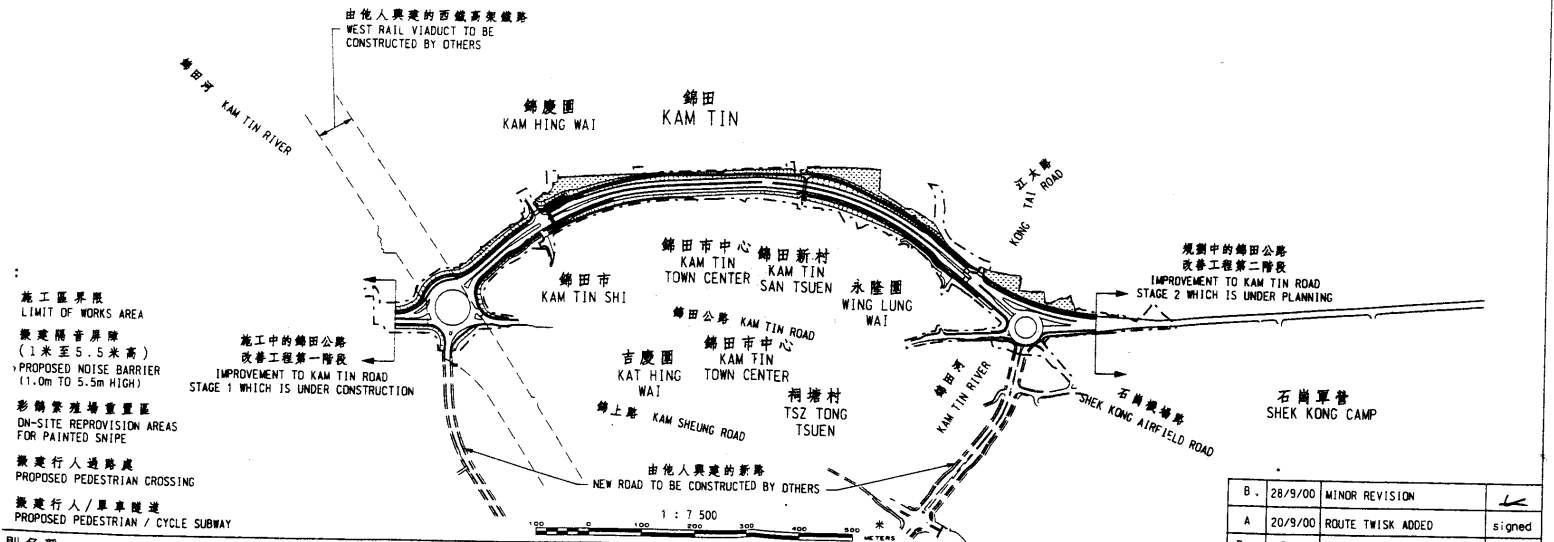 由他人興建的西鐵高架鐵路
WEST RAIL VIADUCT TO BE
CONSTRUCTED BY OTHERS
錦田河 KAM TIN RIVER
錦慶圍
KAM HING WAI
錦田
KAM TIN
江太路
KONG TAI ROAD
錦田市中心
KAM TIN
TOWN CENTER
錦田新村
KAM TIN
SAN TSUEN
永隆圍
WING LUNG
WAI
規劃中的錦田公路
改善工程第二階段
IMPROVEMENT TO KAM TIN ROAD
STAGE 2 WHICH IS UNDER PLANNING
錦田市
KAM TIN SHI
錦田公路 KAM TIN ROAD
施工區界限
LIMIT OF WORKS AREA
擬建隔音屏障
(1米至5.5米高)
PROPOSED NOISE BARRIER
(1.0m TO 5.5m HIGH)
彩鷸繁殖場重置區
ON-SITE REPROVISION AREAS
FOR PAINTED SNIPE
擬建行人過路處
PROPOSED PEDESTRIAN CROSSING
擬建行人/單車隧道
PROPOSED PEDESTRIAN / CYCLE SUBWAY
施工中的錦田公路
改善工程第一階段
IMPROVEMENT TO KAM TIN ROAD
STAGE 1 WHICH IS UNDER CONSTRUCTION
吉慶圍
KAT HING
WAI
錦田市中心
KAM TIN
TOWN CENTER
祠塘村
TSZ TONG
TSUEN
錦田河
KAM TIN RIVER
石崗機場路
SHEK KONG AIRFIELD ROAD
石崗軍營
SHEK KONG CAMP
錦上路 KAM SHEUNG ROAD
由他人興建的新路
NEW ROAD TO BE CONSTRUCTED BY OTHERS
1 : 7 500
100 0 100 200 300 400 500 米
METERS
B. 28/9/00 MINOR REVISION
A 20/9/00 ROUTE TWISK ADDED signed